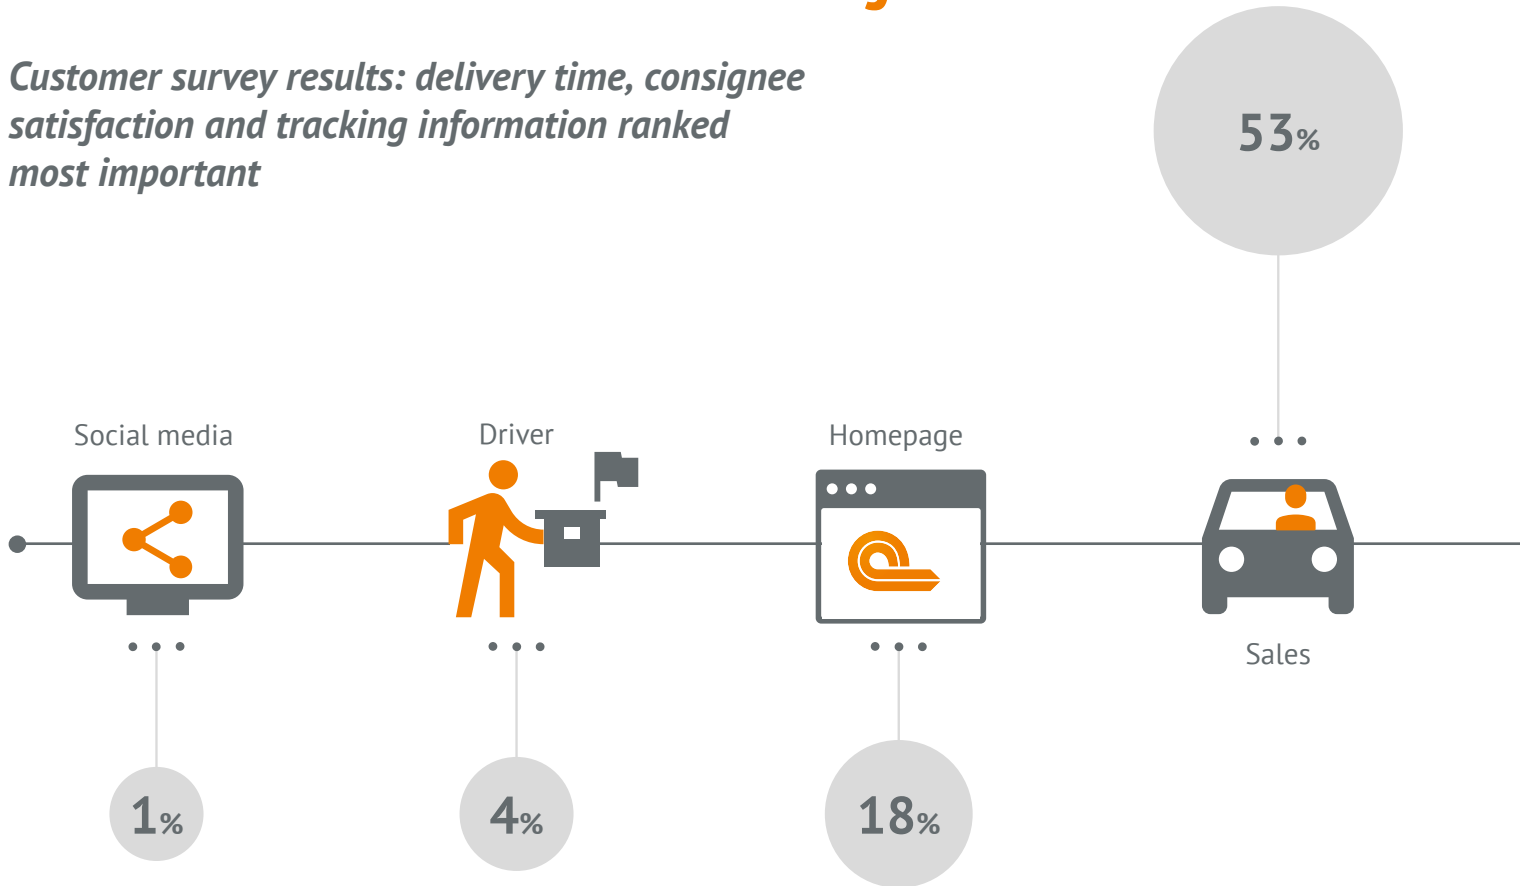 Customer survey results: delivery time, consignee
satisfaction and tracking information ranked
most important
53%
Social media
Driver
Homepage
Sales
1%
4%
18%